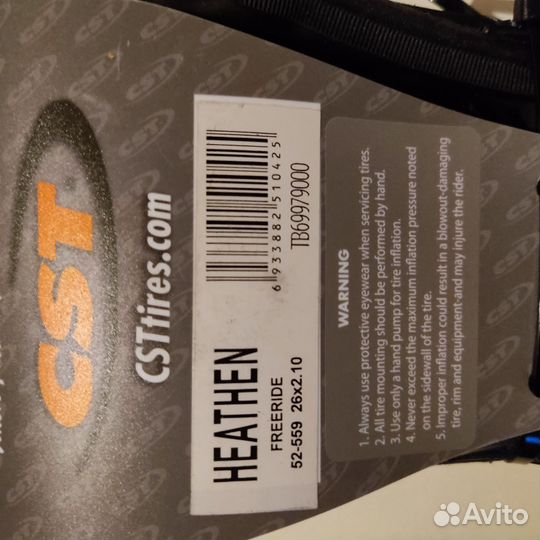 CST
CSTtires.com
HEATHEN
FREERIDE
52-559 26x2.10
6 933882 510425
TB69979000
WARNING
1. Always use protective eyewear when servicing tires.
2. All tire mounting should be performed by hand.
3. Use only a hand pump for tire inflation.
4. Never exceed the maximum inflation pressure noted
on the sidewall of the tire.
5. Improper inflation could result in a blowout-damaging
tire, rim and equipment-and may injure the rider.
Avito